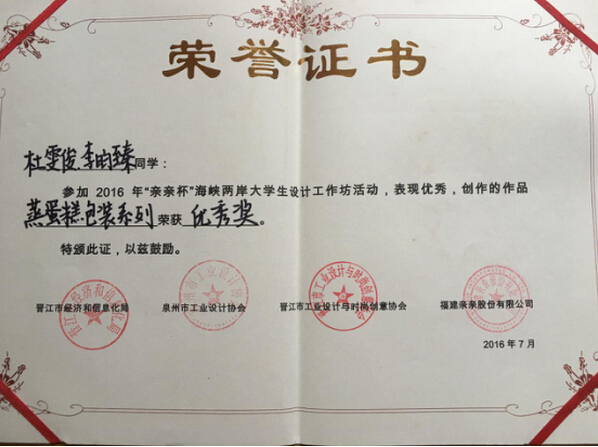 荣誉证书
杜雯俊.李昀臻同学：
参加 2016 年“亲亲杯”海峡两岸大学生设计工作坊活动，表现优秀，创作的作品
蒸蛋糕包装系列荣获 优秀奖。
特颁此证，以兹鼓励。
晋江市经济和信息化局 泉州市工业设计协会 晋江市工业设计与时尚创意协会 福建亲亲股份有限公司
2016 年 7 月